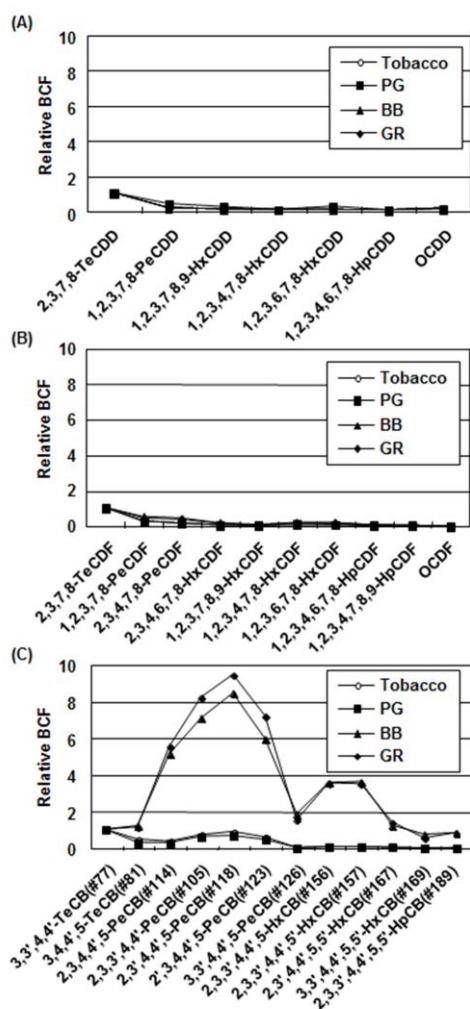 (A)
10
8
6
4
2
0
Relative BCF
Tobacco
PG
BB
GR
2,3,7,8-TeCDD
1,2,3,7,8-PeCDD
1,2,3,7,8,9-HxCDD
1,2,3,4,7,8-HxCDD
1,2,3,6,7,8-HxCDD
1,2,3,4,6,7,8-HpCDD
OCDD
(B)
10
8
6
4
2
0
Relative BCF
Tobacco
PG
BB
GR
2,3,7,8-TeCDF
1,2,3,7,8-PeCDF
2,3,4,7,8-PeCDF
2,3,4,6,7,8-HxCDF
1,2,3,7,8,9-HxCDF
1,2,3,4,7,8-HxCDF
1,2,3,6,7,8-HxCDF
1,2,3,4,6,7,8-HpCDF
1,2,3,4,7,8,9-HpCDF
OCDF
(C)
10
8
6
4
2
0
Relative BCF
Tobacco
PG
BB
GR
3,3',4,4'-TeCB(#77)
3,4,4',5-TeCB(#81)
2,3,4,4',5-PeCB(#114)
2,3,3',4,4'-PeCB(#105)
2,3',4,4',5-PeCB(#118)
2',3,4,4',5-PeCB(#123)
3,3',4,4',5-PeCB(#126)
2,3,3',4,4',5-HxCB(#156)
2,3,3',4,4',5'-HxCB(#157)
2,3',4,4',5,5'-HxCB(#167)
3,3',4,4',5,5'-HxCB(#169)
2,3,3',4,4',5,5'-HpCB(#189)